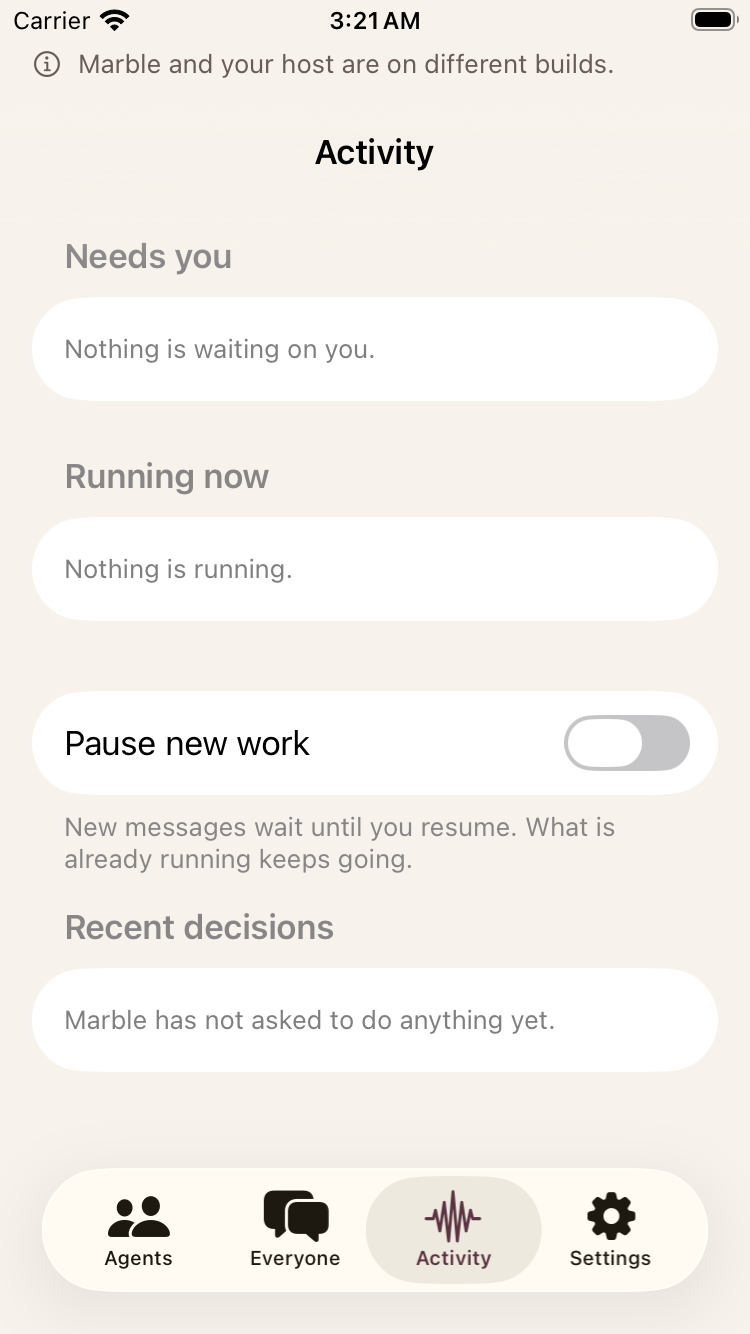 Carrier 3:21 AM
Marble and your host are on different builds.
Activity
Needs you
Nothing is waiting on you.
Running now
Nothing is running.
Pause new work
New messages wait until you resume. What is
already running keeps going.
Recent decisions
Marble has not asked to do anything yet.
Agents Everyone Activity Settings